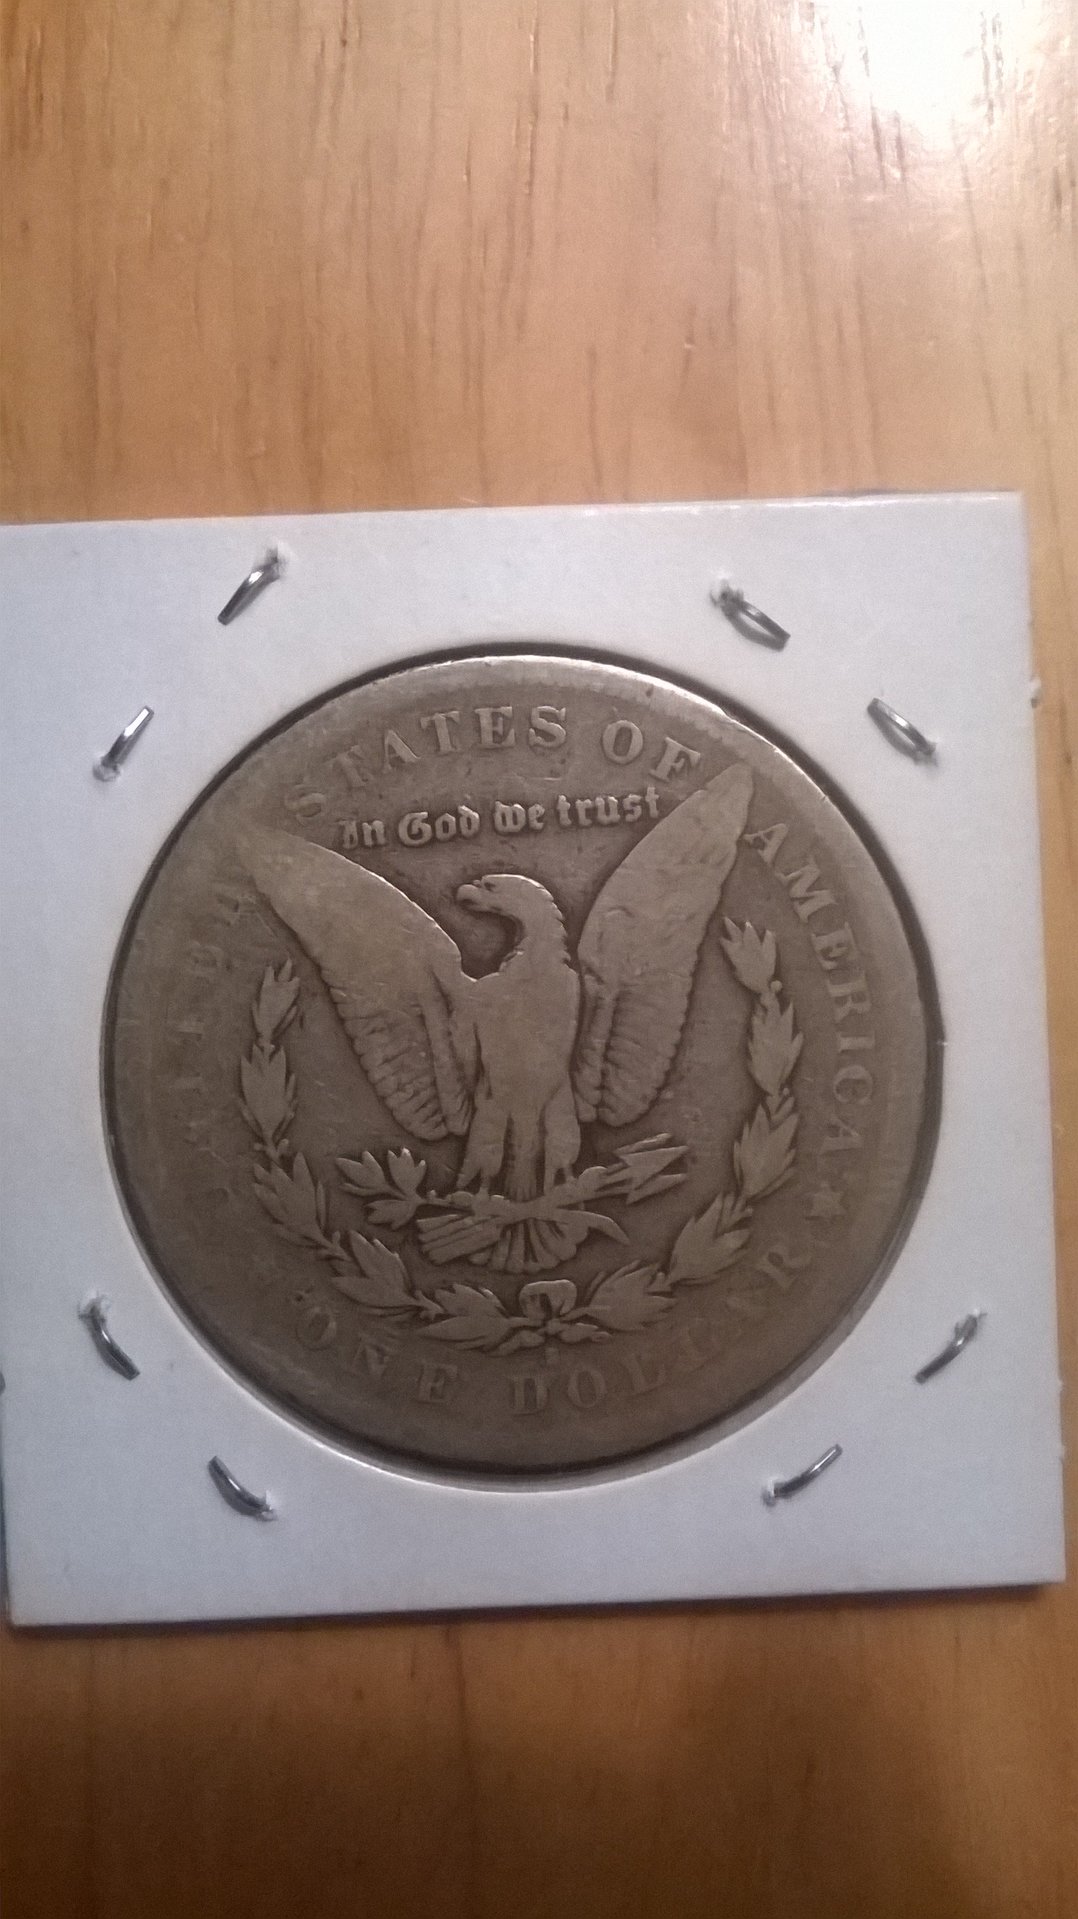 STATES OF AMERICA
In God we trust
ONE DOLLAR